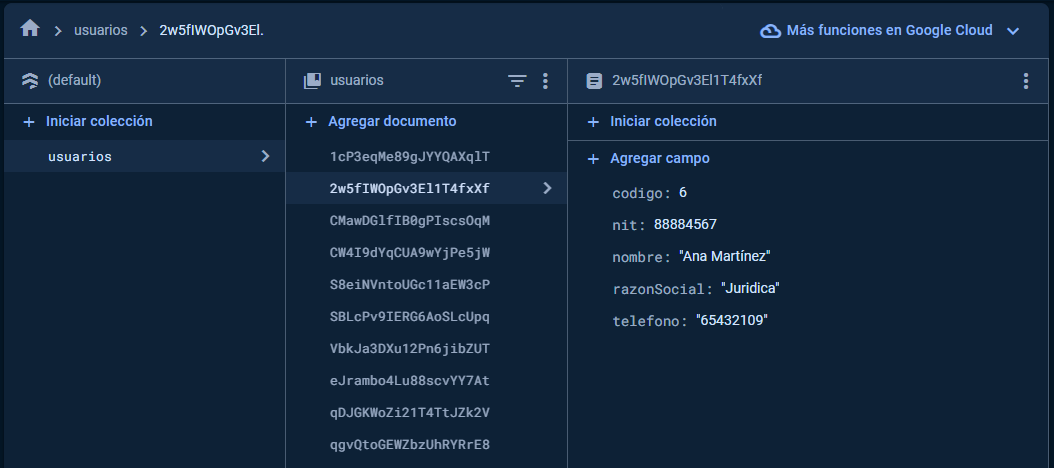 usuarios 2w5fIWOpGv3El. Más funciones en Google Cloud
(default) usuarios 2w5fIWOpGv3El1T4fxXf
Iniciar colección Agregar documento Iniciar colección
usuarios
1cP3eqMe89gJYYQAXqlT
2w5fIWOpGv3El1T4fxXf
CMawDGlfIB0gPIscsOqM
CW4I9dYqCUA9wYjPe5jW
S8eiNVntoUGc11aEW3cP
SBLcPv9IERG6AoSLcUpq
VbkJa3DXu12Pn6jibZUT
eJrambo4Lu88scvYY7At
qDJGKWoZi21T4TtJZk2V
qgvQtoGEWZbzUhRYRrE8
Agregar campo
codigo: 6
nit: 88884567
nombre: "Ana Martínez"
razonSocial: "Juridica"
telefono: "65432109"